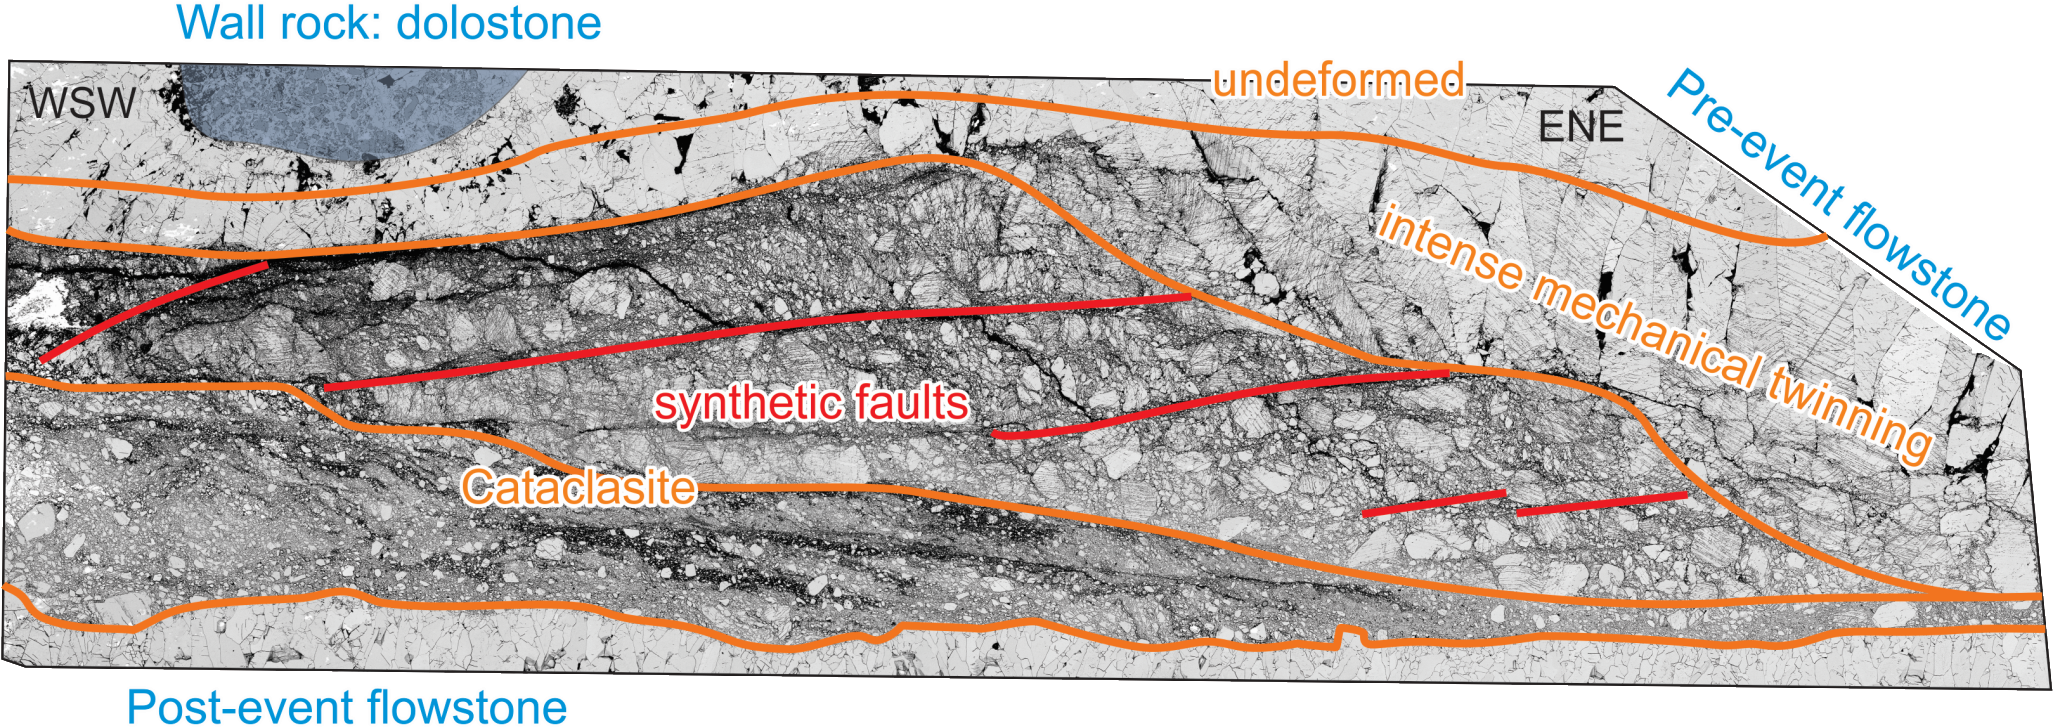 Wall rock: dolostone
undeformed
WSW
ENE
Pre-event flowstone
intense mechanical twinning
synthetic faults
Cataclasite
Post-event flowstone